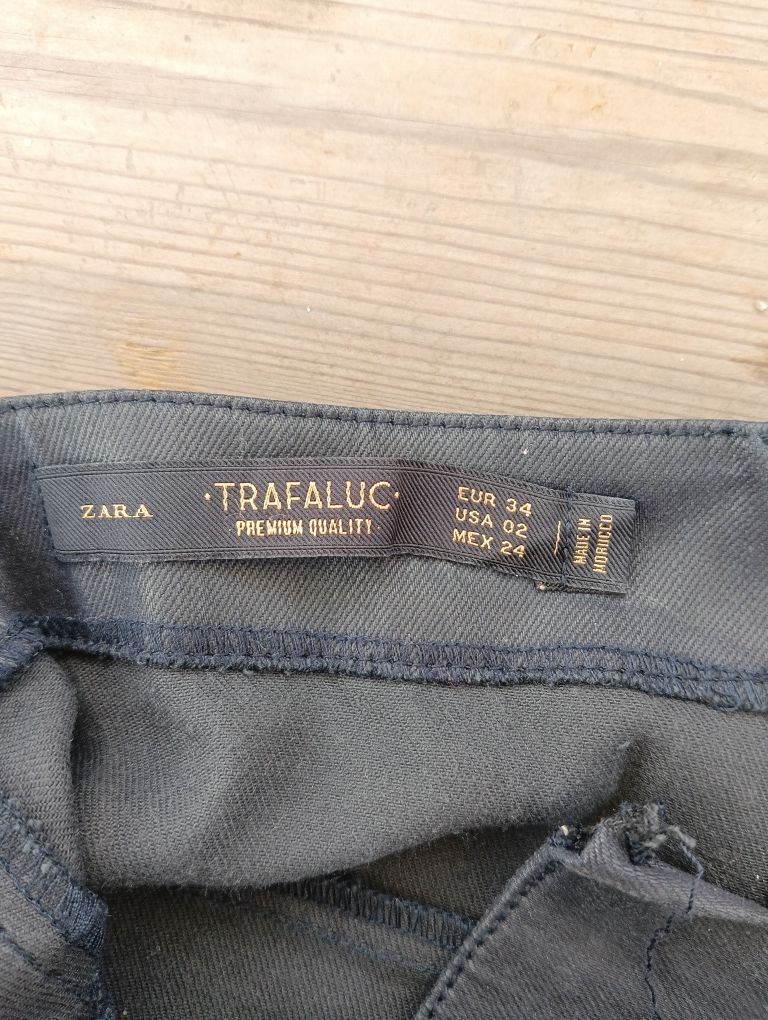 ZARA
·TRAFALUC·
PREMIUM QUALITY
EUR 34
USA 02
MEX 24
MADE IN
MOROCCO